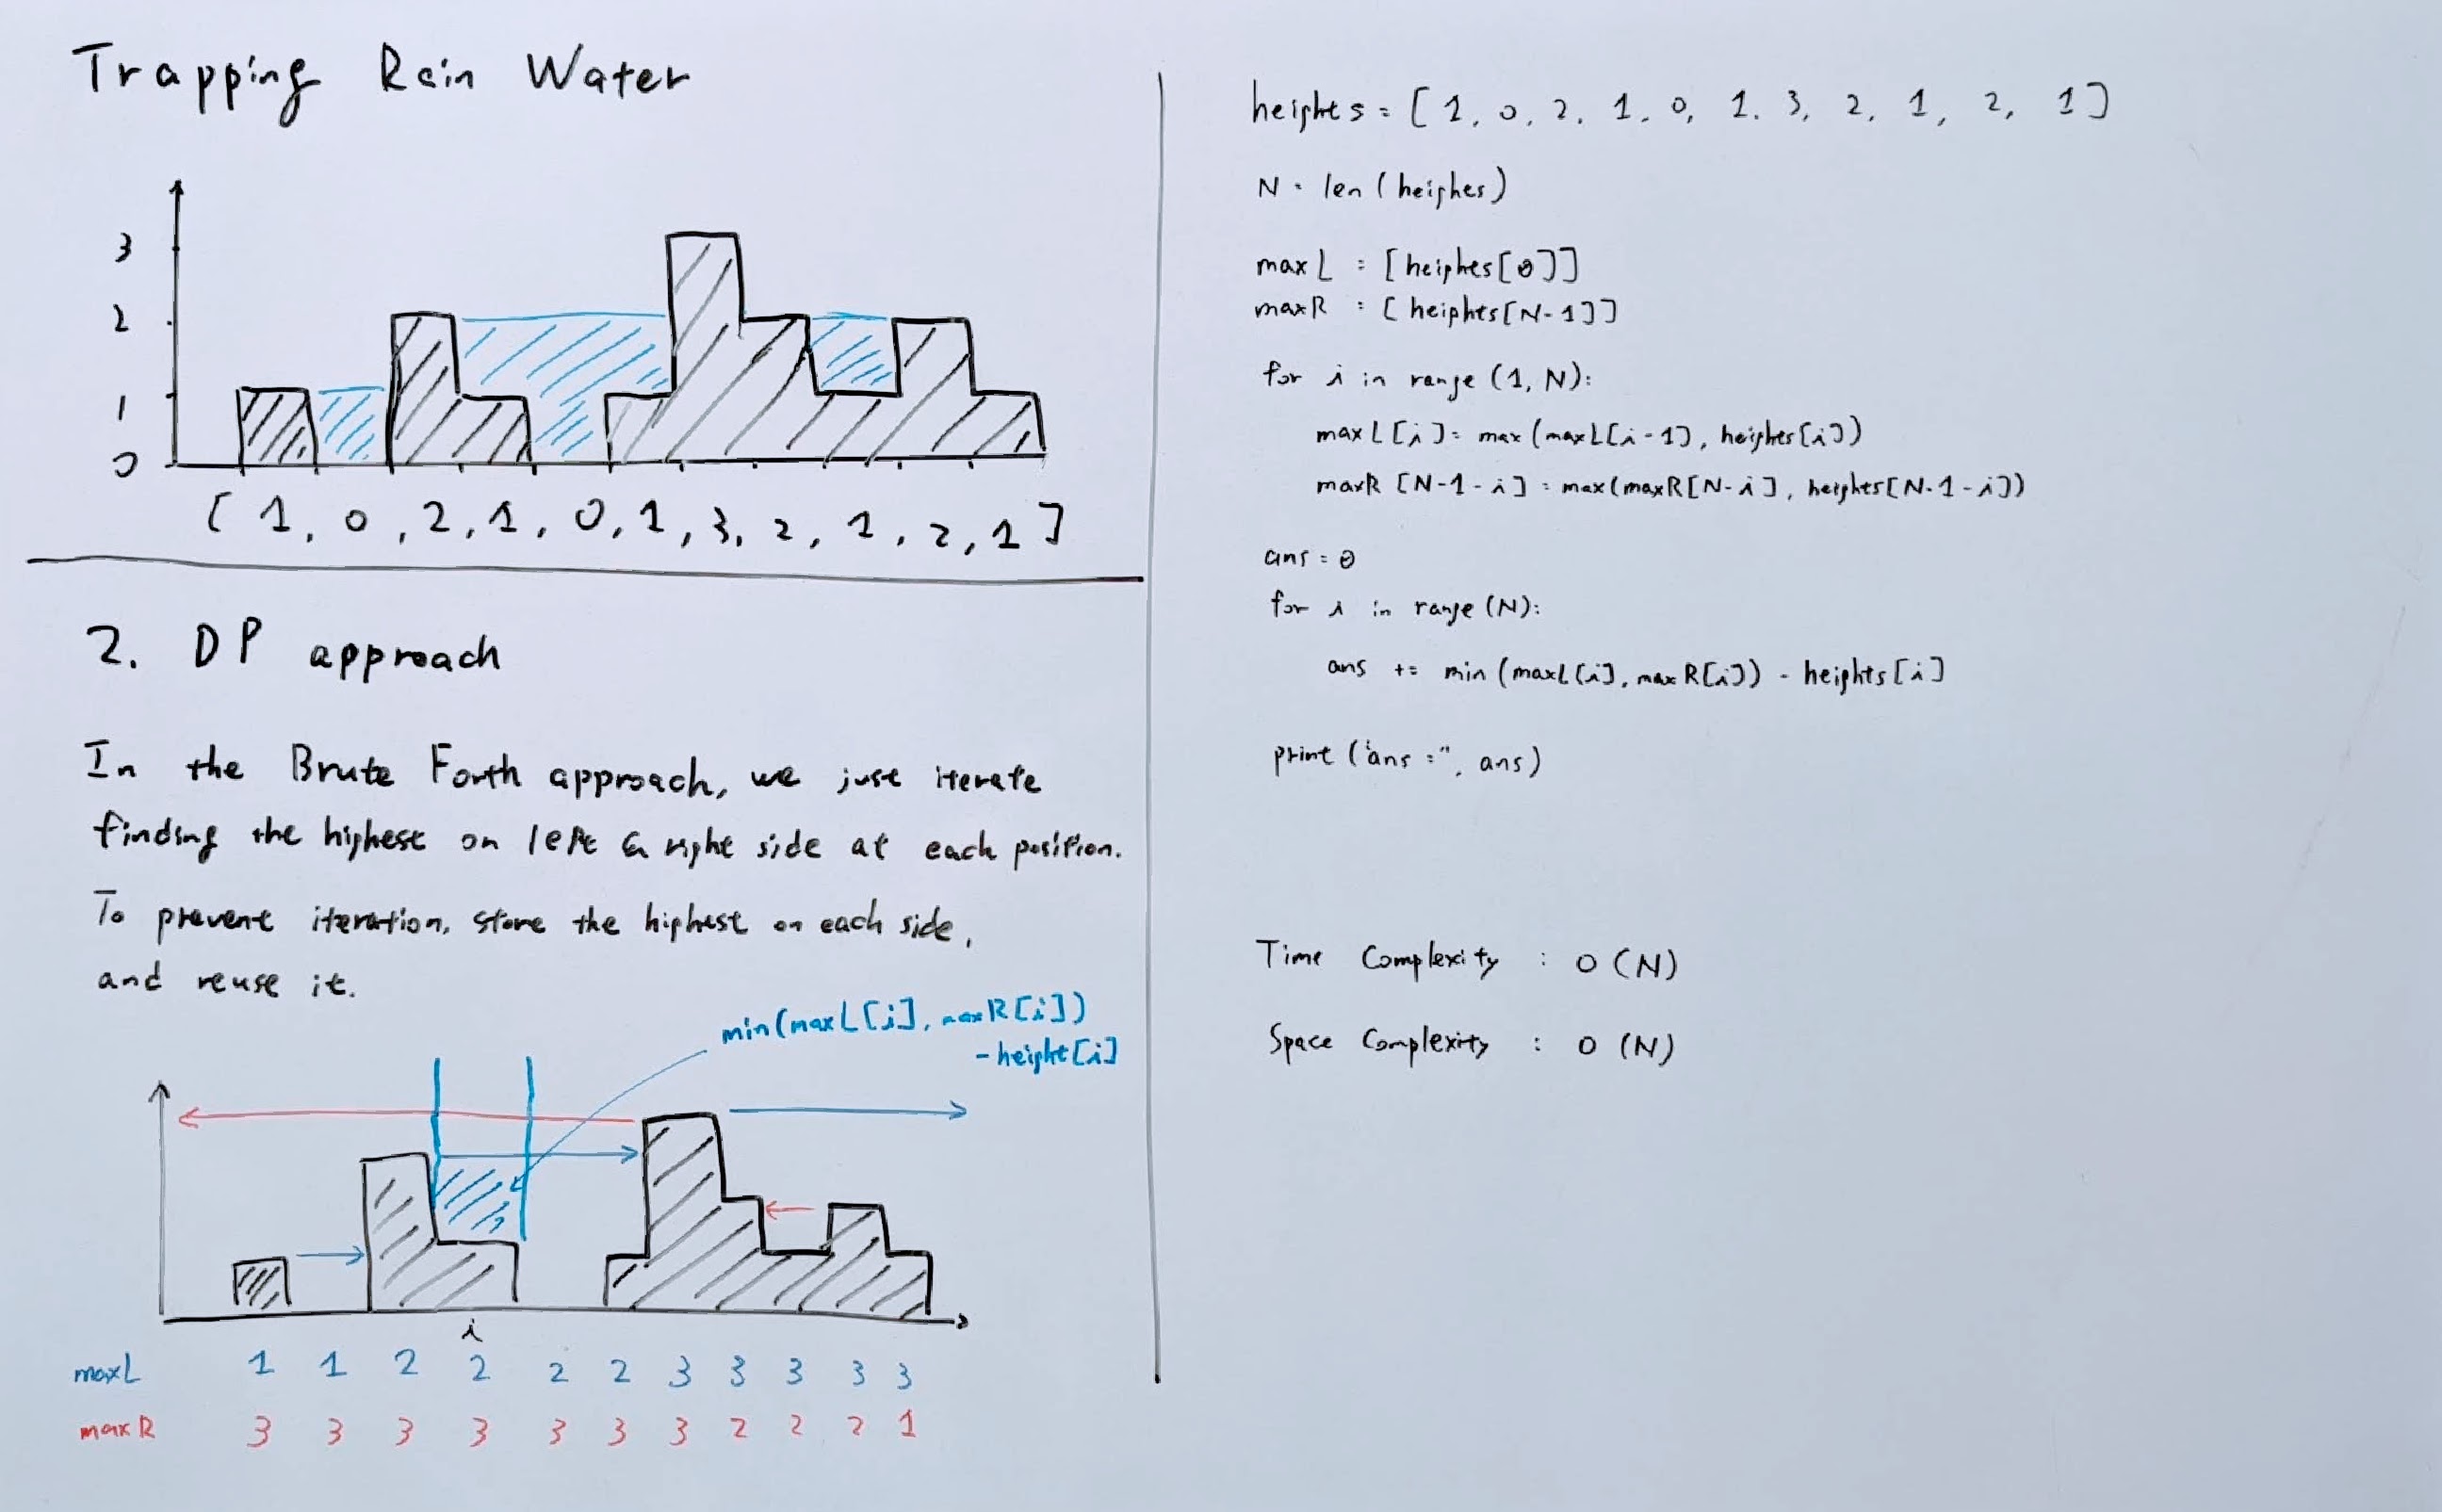 Trapping Rain Water
3
2
1
0
[ 1, 0, 2, 1, 0, 1, 3, 2, 1, 2, 1 ]
2. DP approach
In the Brute Forth approach, we just iterate
finding the highest on left & right side at each position.
To prevent iteration, store the highest on each side,
and reuse it.
min(maxL[i], maxR[i])
- height[i]
i
maxL 1 1 2 2 2 2 3 3 3 3 3
maxR 3 3 3 3 3 3 3 2 2 2 1
heights = [ 1, 0, 2, 1, 0, 1, 3, 2, 1, 2, 1 ]
N = len (heights)
maxL = [heights[0]]
maxR = [heights[N-1]]
for i in range (1, N):
maxL[i] = max (maxL[i-1], heights[i])
maxR [N-1-i] = max(maxR[N-i], heights[N-1-i])
ans = 0
for i in range (N):
ans += min (maxL[i], maxR[i]) - heights[i]
print ("ans =", ans)
Time Complexity : O (N)
Space Complexity : O (N)